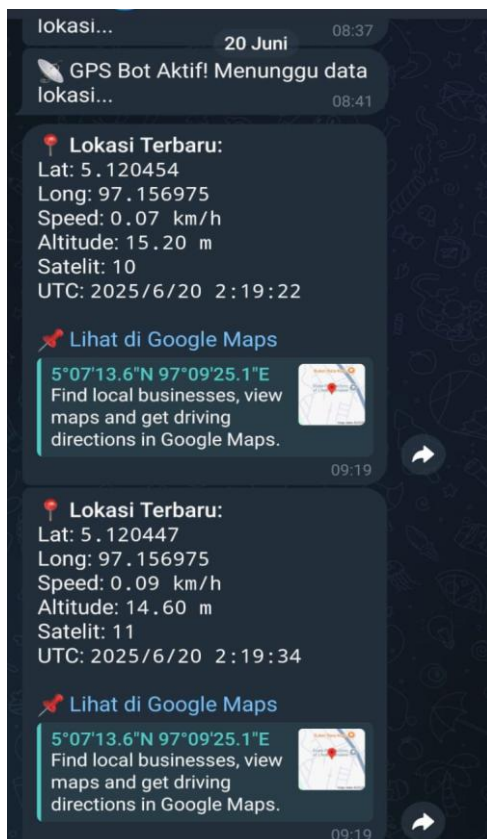 lokasi...
08:37
20 Juni
GPS Bot Aktif! Menunggu data
lokasi...
08:41
Lokasi Terbaru:
Lat: 5.120454
Long: 97.156975
Speed: 0.07 km/h
Altitude: 15.20 m
Satelit: 10
UTC: 2025/6/20 2:19:22
Lihat di Google Maps
5°07'13.6"N 97°09'25.1"E
Find local businesses, view
maps and get driving
directions in Google Maps.
09:19
Lokasi Terbaru:
Lat: 5.120447
Long: 97.156975
Speed: 0.09 km/h
Altitude: 14.60 m
Satelit: 11
UTC: 2025/6/20 2:19:34
Lihat di Google Maps
5°07'13.6"N 97°09'25.1"E
Find local businesses, view
maps and get driving
directions in Google Maps.
09:19